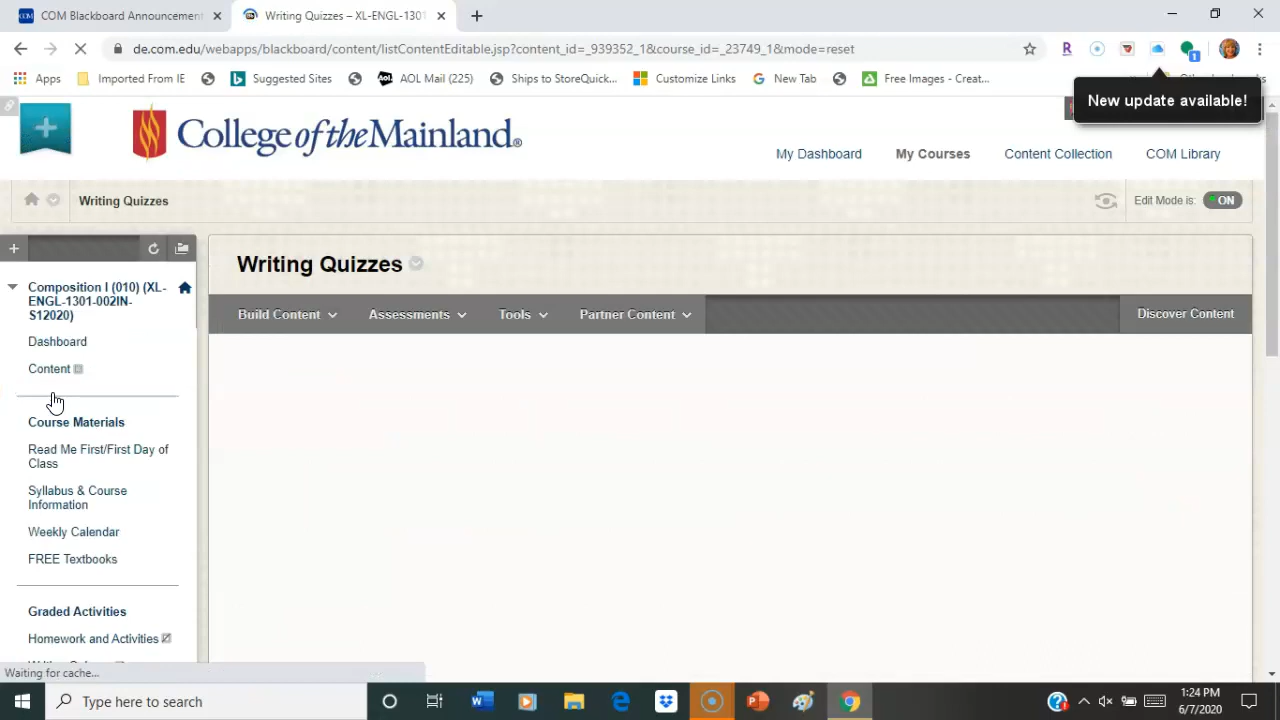 COM Blackboard Announcement
Writing Quizzes – XL-ENGL-1301
de.com.edu/webapps/blackboard/content/listContentEditable.jsp?content_id=_939352_1&course_id=_23749_1&mode=reset
Apps
Imported From IE
Suggested Sites
AOL Mail (225)
Ships to StoreQuick...
Customize Links
New Tab
Free Images - Creat...
New update available!
College of the Mainland®
My Dashboard
My Courses
Content Collection
COM Library
Writing Quizzes
Edit Mode is:
ON
Composition I (010) (XL-
ENGL-1301-002IN-
S12020)
Dashboard
Content
Course Materials
Read Me First/First Day of
Class
Syllabus & Course
Information
Weekly Calendar
FREE Textbooks
Graded Activities
Homework and Activities
Writing Quizzes
Build Content
Assessments
Tools
Partner Content
Discover Content
Waiting for cache...
Type here to search
1:24 PM
6/7/2020